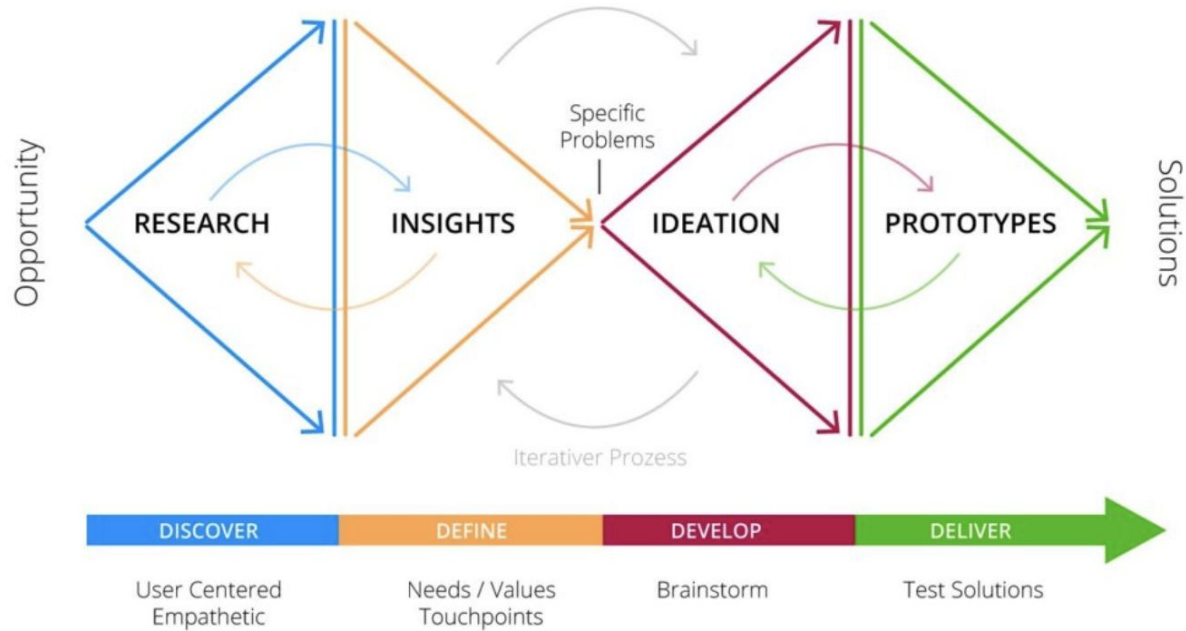 Opportunity
Specific
Problems
RESEARCH
INSIGHTS
IDEATION
PROTOTYPES
Solutions
Iterativer Prozess
DISCOVER
DEFINE
DEVELOP
DELIVER
User Centered
Empathetic
Needs / Values
Touchpoints
Brainstorm
Test Solutions